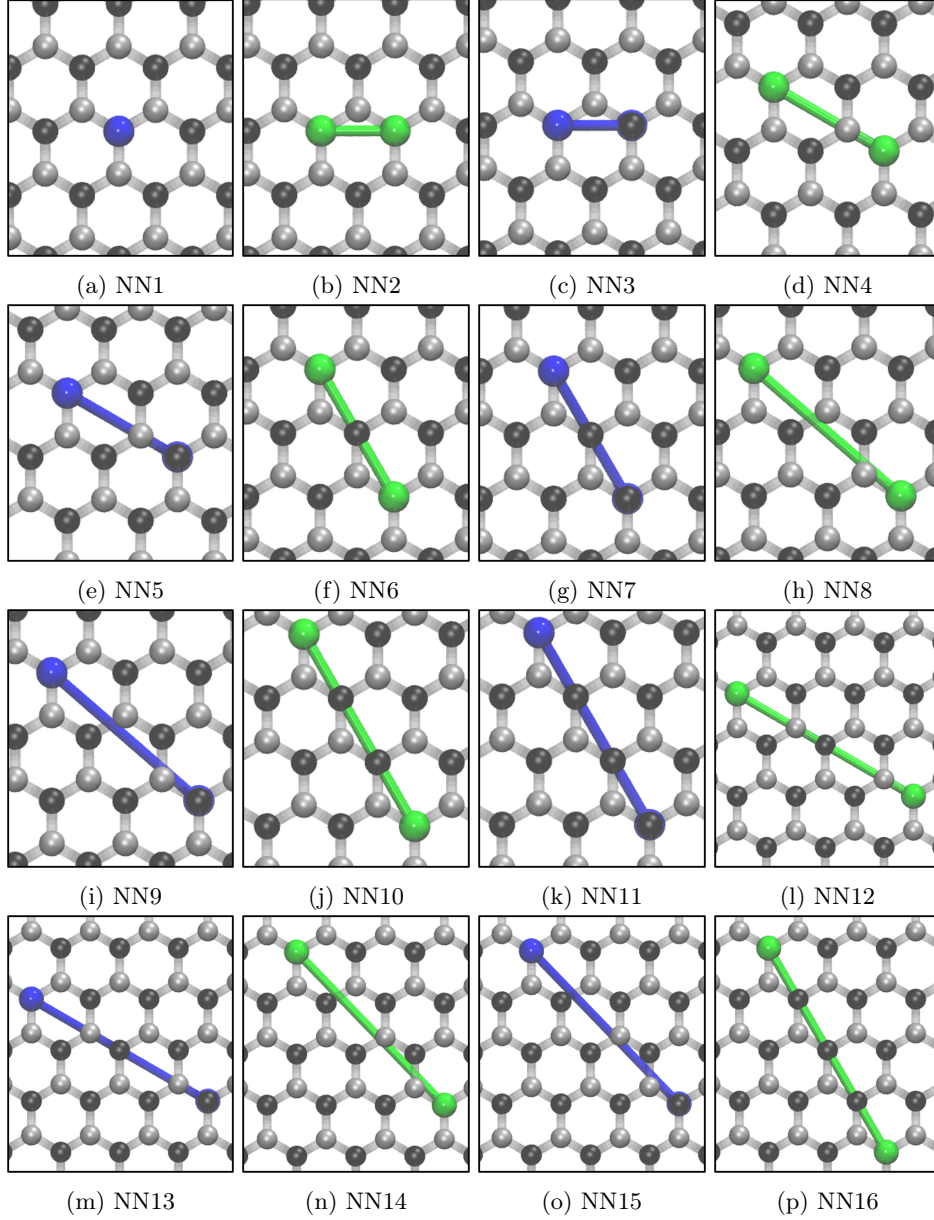 (a) NN1 (b) NN2 (c) NN3 (d) NN4
(e) NN5 (f) NN6 (g) NN7 (h) NN8
(i) NN9 (j) NN10 (k) NN11 (l) NN12
(m) NN13 (n) NN14 (o) NN15 (p) NN16